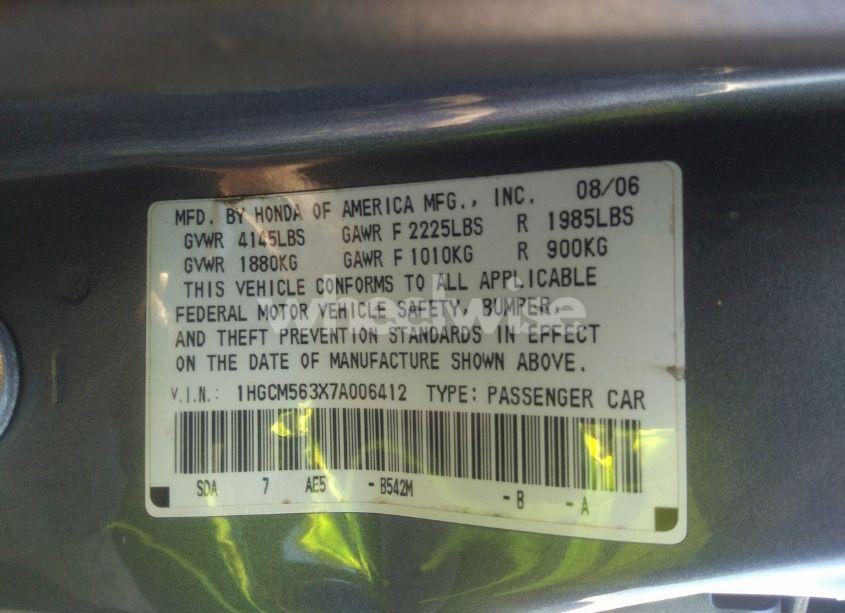 MFD. BY HONDA OF AMERICA MFG., INC. 08/06
GVWR 4145LBS GAWR F 2225LBS R 1985LBS
GVWR 1880KG GAWR F 1010KG R 900KG
THIS VEHICLE CONFORMS TO ALL APPLICABLE
FEDERAL MOTOR VEHICLE SAFETY, BUMPER,
AND THEFT PREVENTION STANDARDS IN EFFECT
ON THE DATE OF MANUFACTURE SHOWN ABOVE.
V.I.N.: 1HGCM563X7A006412 TYPE: PASSENGER CAR
SDA 7 AE5 -B542M -B -A
wheelwise